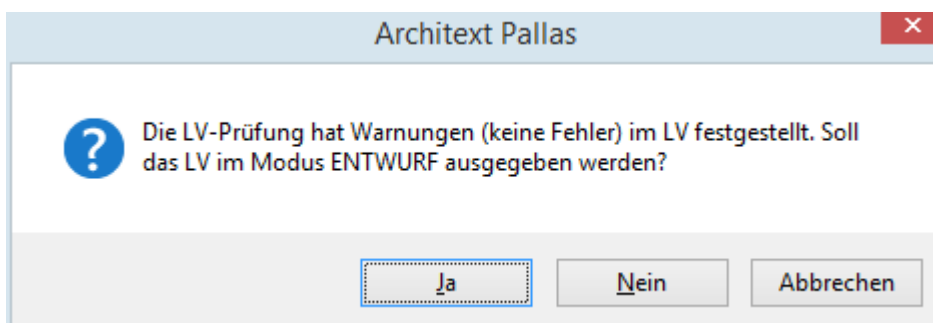 Architext Pallas
Die LV-Prüfung hat Warnungen (keine Fehler) im LV festgestellt. Soll
das LV im Modus ENTWURF ausgegeben werden?
Ja
Nein
Abbrechen